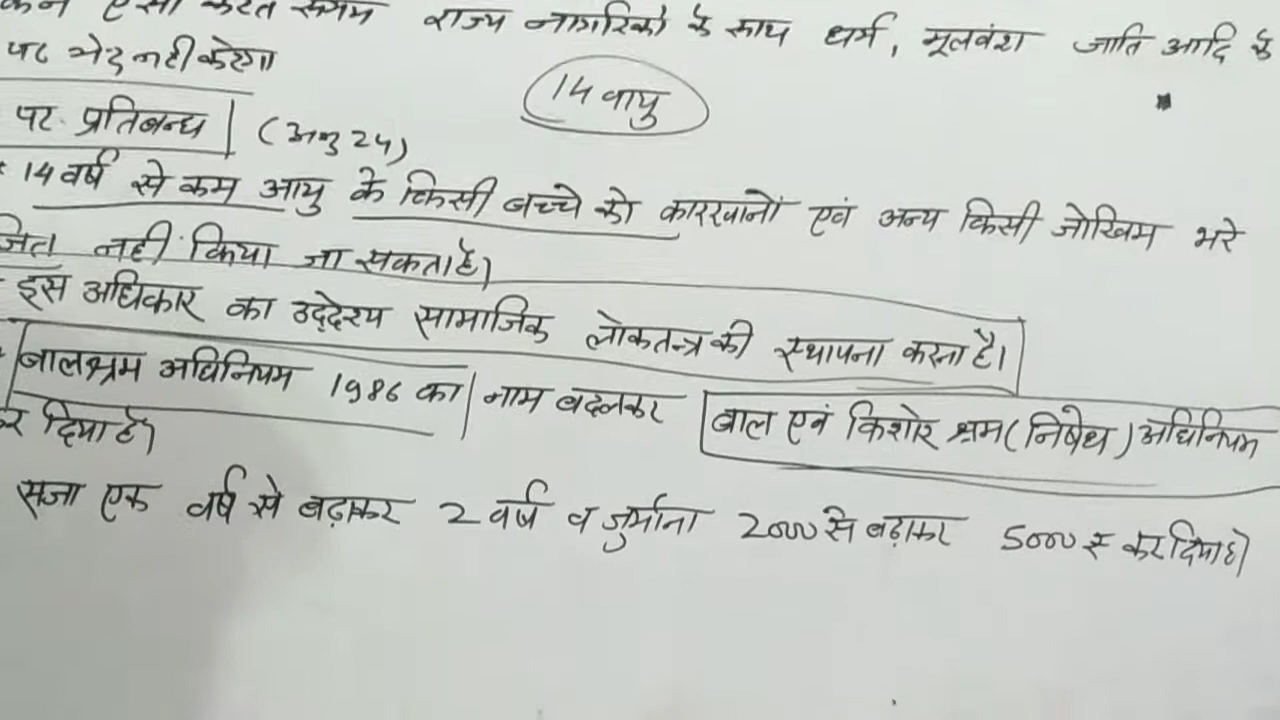 राज्य नागरिको के साथ धर्म, मूलवंश जाति आदि के
पर भेद नही करेगा
14 वायु
पर प्रतिबन्ध (अनु 24)
14 वर्ष से कम आयु के किसी बच्चे को कारखानों एवं अन्य किसी जोखिम भरे
जित नही किया जा सकता है।
इस अधिकार का उद्देश्य सामाजिक लोकतन्त्र की स्थापना करना है।
बालश्रम अधिनियम 1986 का नाम बदलकर बाल एवं किशोर श्रम (निषेध) अधिनियम
र दिया है।
सजा एक वर्ष से बढ़ाकर 2 वर्ष व जुर्माना 2000 से बढ़ाकर 5000 ₹ कर दिया है।